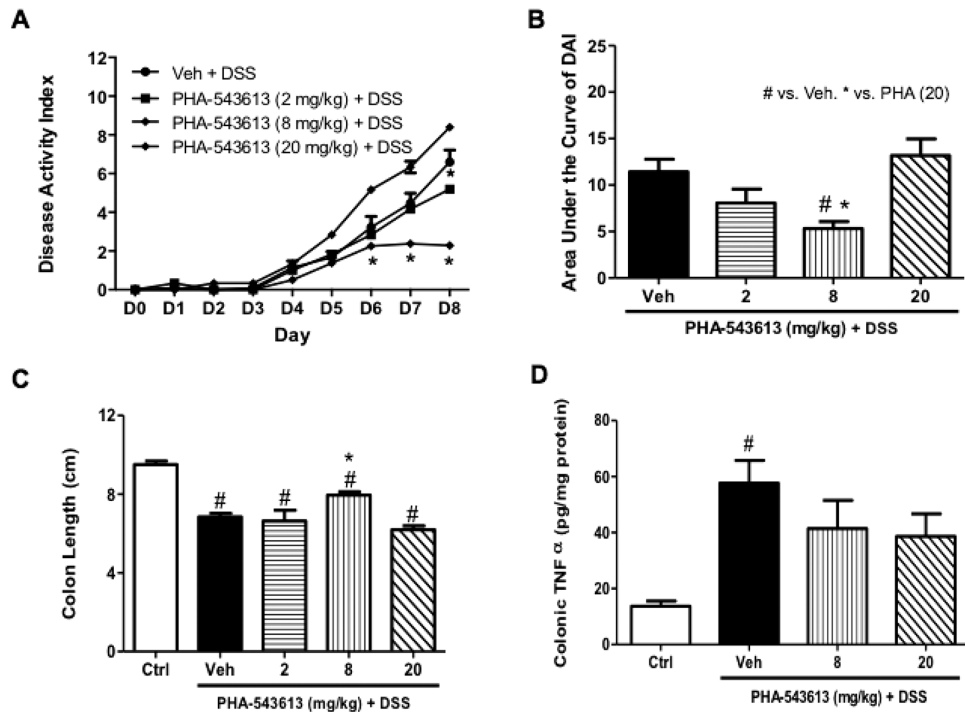 A
Disease Activity Index
12
10
8
6
4
2
0
Veh + DSS
PHA-543613 (2 mg/kg) + DSS
PHA-543613 (8 mg/kg) + DSS
PHA-543613 (20 mg/kg) + DSS
*
* * *
D0 D1 D2 D3 D4 D5 D6 D7 D8
Day
B
Area Under the Curve of DAI
25
20
15
10
5
0
# vs. Veh. * vs. PHA (20)
# *
Veh 2 8 20
PHA-543613 (mg/kg) + DSS
C
Colon Length (cm)
12
8
4
0
# # * # #
Ctrl Veh 2 8 20
PHA-543613 (mg/kg) + DSS
D
Colonic TNF α (pg/mg protein)
80
60
40
20
0
#
Ctrl Veh 8 20
PHA-543613 (mg/kg) + DSS